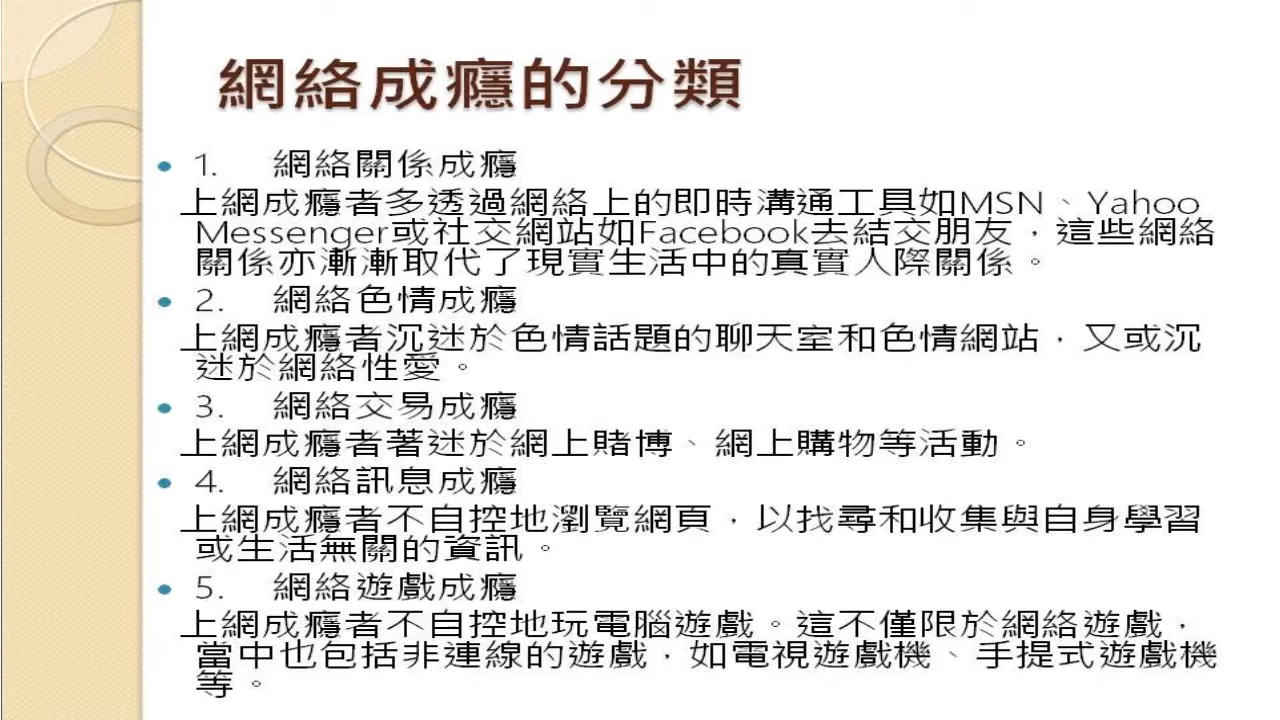 網絡成癮的分類
• 1. 網絡關係成癮
上網成癮者多透過網絡上的即時溝通工具如MSN、Yahoo
Messenger或社交網站如Facebook去結交朋友，這些網絡
關係亦漸漸取代了現實生活中的真實人際關係。
• 2. 網絡色情成癮
上網成癮者沉迷於色情話題的聊天室和色情網站，又或沉
迷於網絡性愛。
• 3. 網絡交易成癮
上網成癮者著迷於網上賭博、網上購物等活動。
• 4. 網絡訊息成癮
上網成癮者不自控地瀏覽網頁，以找尋和收集與自身學習
或生活無關的資訊。
• 5. 網絡遊戲成癮
上網成癮者不自控地玩電腦遊戲。這不僅限於網絡遊戲，
當中也包括非連線的遊戲，如電視遊戲機、手提式遊戲機
等。